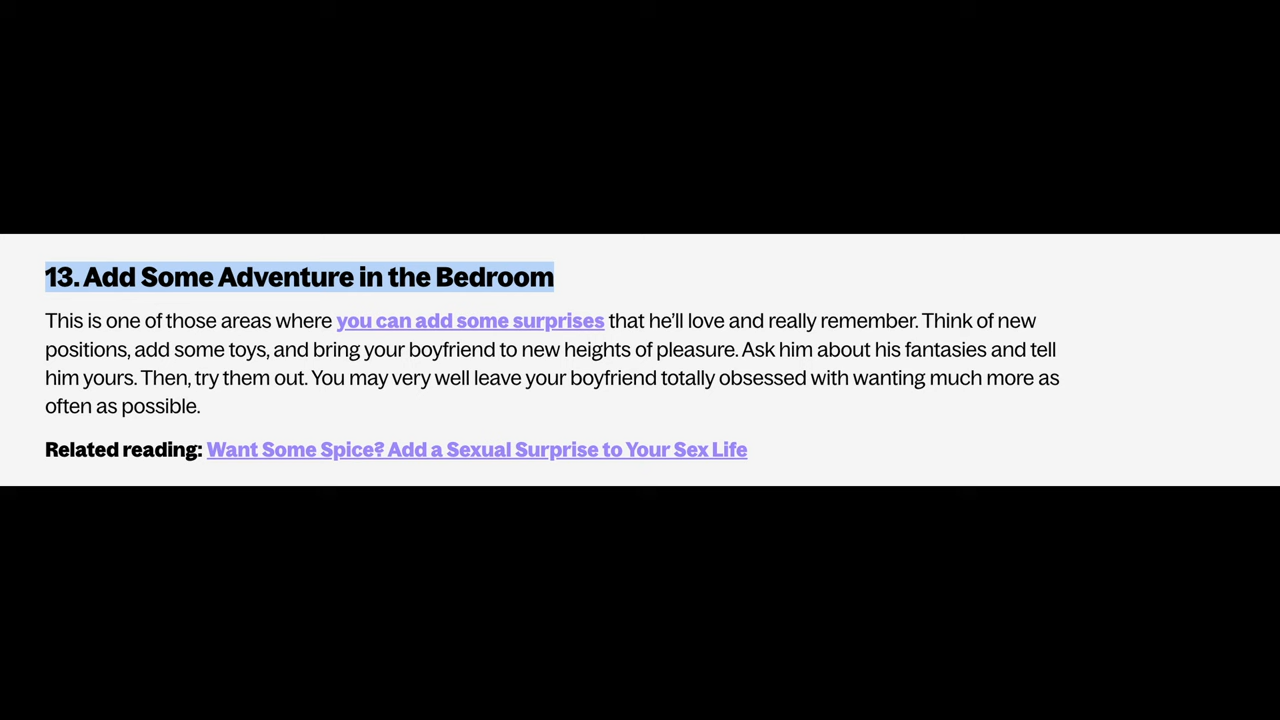 13. Add Some Adventure in the Bedroom
This is one of those areas where you can add some surprises that he’ll love and really remember. Think of new
positions, add some toys, and bring your boyfriend to new heights of pleasure. Ask him about his fantasies and tell
him yours. Then, try them out. You may very well leave your boyfriend totally obsessed with wanting much more as
often as possible.
Related reading: Want Some Spice? Add a Sexual Surprise to Your Sex Life